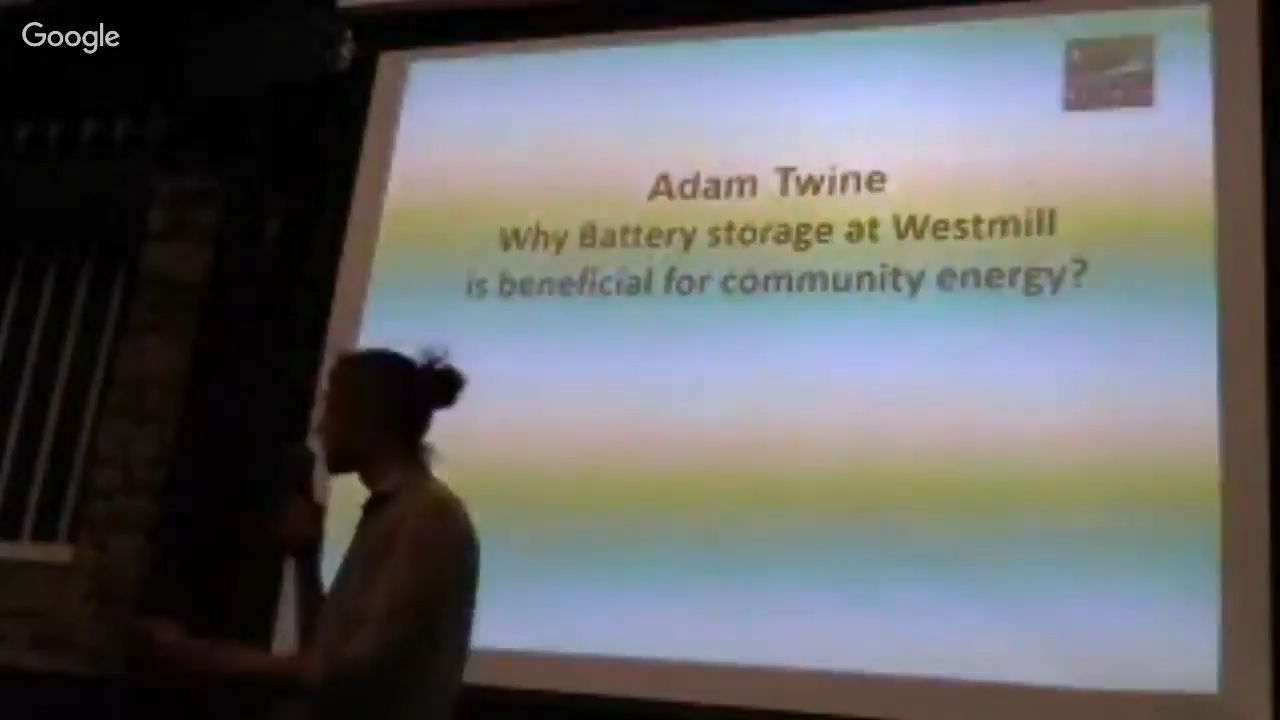 Google
Adam Twine
Why Battery storage at Westmill
is beneficial for community energy?